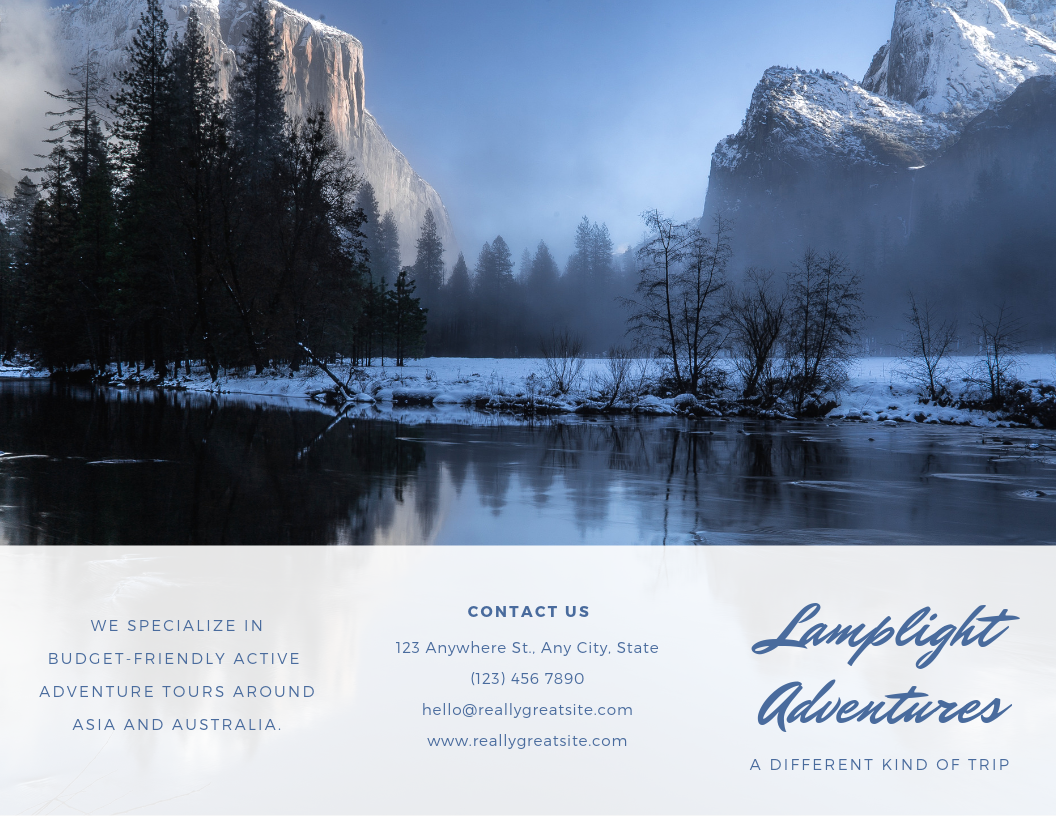 WE SPECIALIZE IN
BUDGET-FRIENDLY ACTIVE
ADVENTURE TOURS AROUND
ASIA AND AUSTRALIA.
CONTACT US
123 Anywhere St., Any City, State
(123) 456 7890
hello@reallygreatsite.com
www.reallygreatsite.com
Lamplight
Adventures
A DIFFERENT KIND OF TRIP